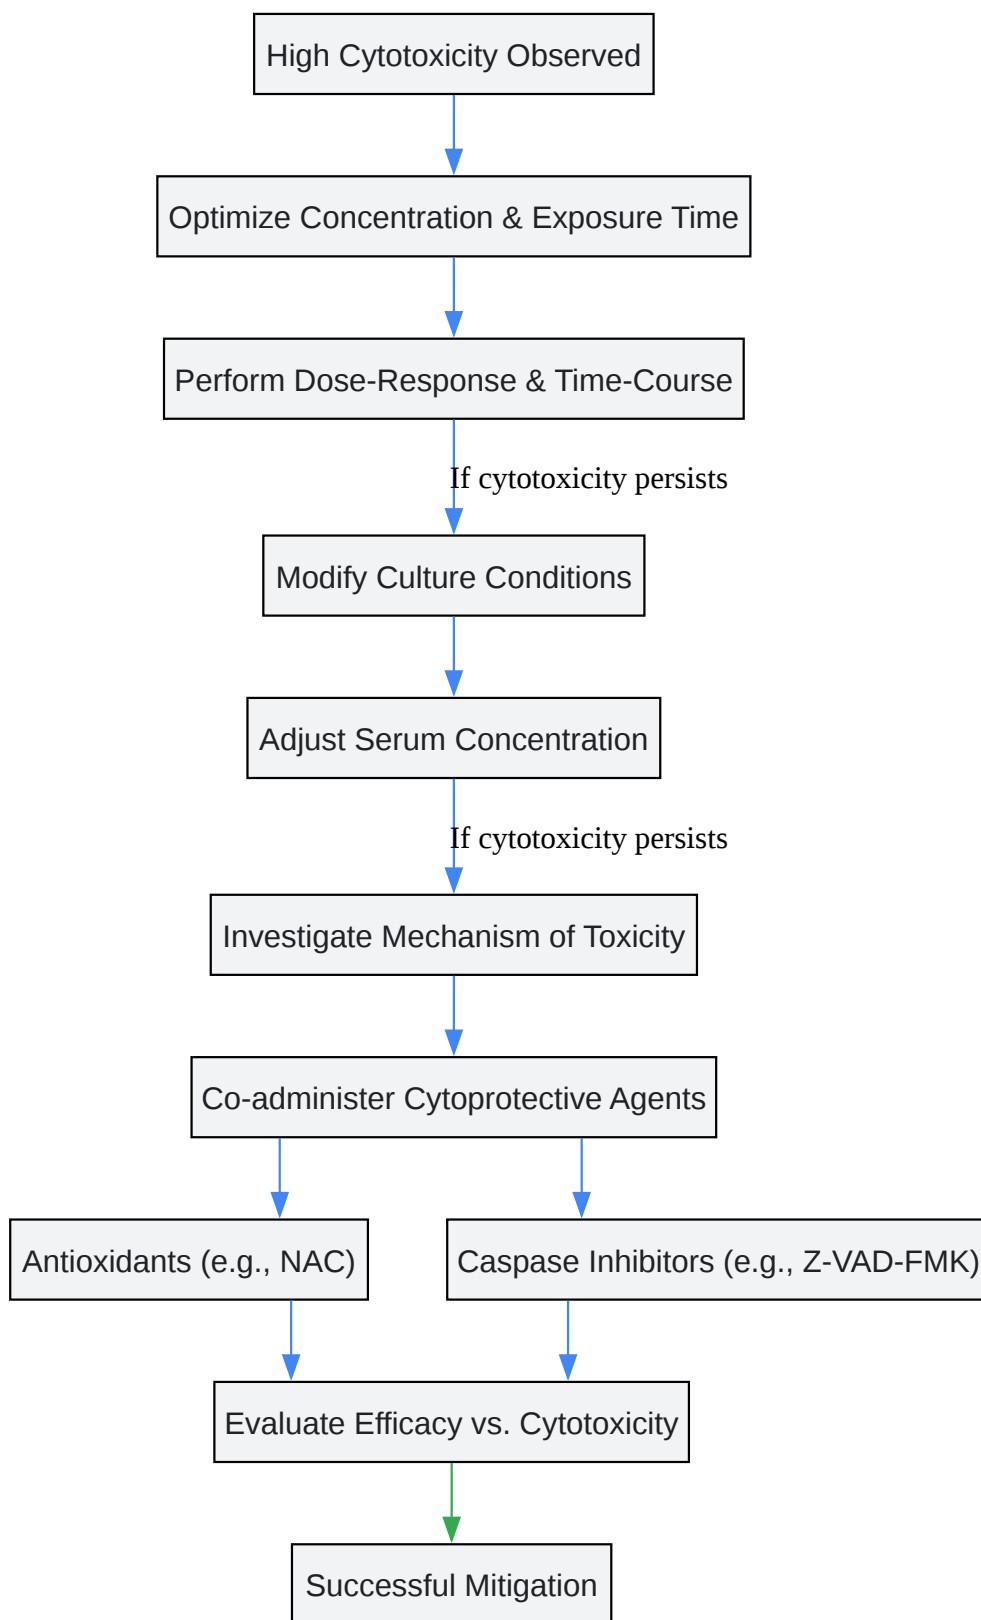 High Cytotoxicity Observed
Optimize Concentration & Exposure Time
Perform Dose-Response & Time-Course
If cytotoxicity persists
Modify Culture Conditions
Adjust Serum Concentration
If cytotoxicity persists
Investigate Mechanism of Toxicity
Co-administer Cytoprotective Agents
Antioxidants (e.g., NAC)
Caspase Inhibitors (e.g., Z-VAD-FMK)
Evaluate Efficacy vs. Cytotoxicity
Successful Mitigation